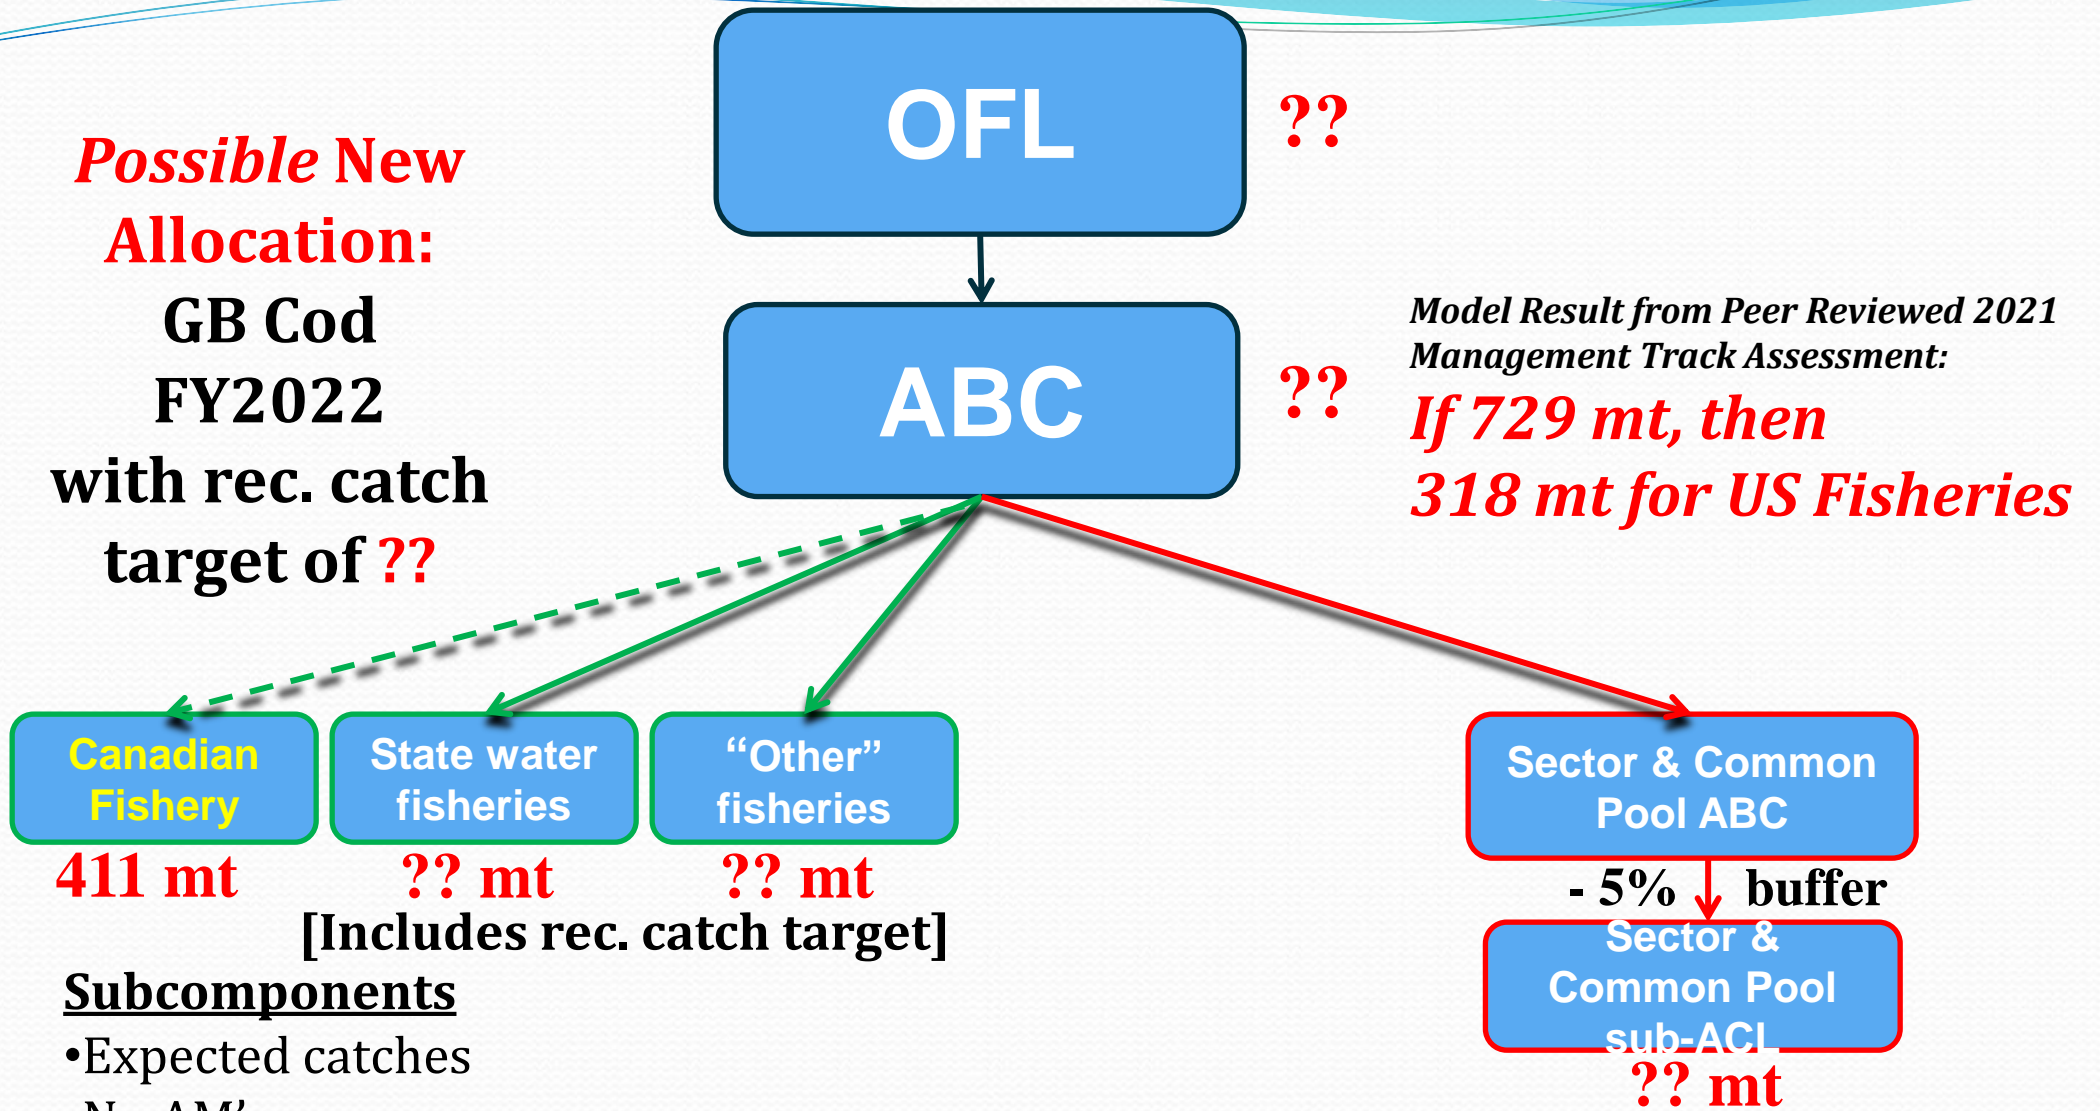 OFL
??
Possible New
Allocation:
GB Cod
FY2022
with rec. catch
target of ??
ABC
??
Model Result from Peer Reviewed 2021
Management Track Assessment:
If 729 mt, then
318 mt for US Fisheries
Canadian
Fishery
State water
fisheries
“Other”
fisheries
Sector & Common
Pool ABC
411 mt
?? mt
?? mt
[Includes rec. catch target]
- 5% buffer
Sector &
Common Pool
sub-ACL
?? mt
Subcomponents
•Expected catches